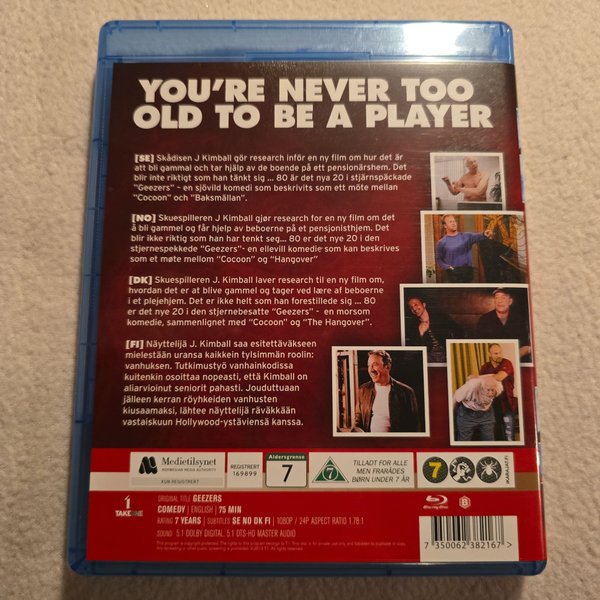 YOU'RE NEVER TOO
OLD TO BE A PLAYER
[SE] Skådisen J Kimball gör research inför en ny film om hur det är
att bli gammal och tar hjälp av de boende på ett pensionärshem. Det
blir inte riktigt som han tänkt sig ... 80 är det nya 20 i stjärnspäckade
"Geezers" - en sjövild komedi som beskrivits som ett möte mellan
"Cocoon" och "Baksmällan".
[NO] Skuespilleren J Kimball gjør research for en ny film om det
å bli gammel og får hjelp av beboerne på et pensjonisthjem. Det
blir ikke riktig som han har tenkt seg... 80 er det nye 20 i den
stjernespekkede "Geezers"- en ellevill komedie som kan beskrives
som et møte mellom "Cocoon" og "Hangover"
[DK] Skuespilleren J. Kimball laver research til en ny film om,
hvordan det er at blive gammel og tager ved lære af beboerne
i et plejehjem. Det er ikke helt som han forestillede sig ... 80
er det nye 20 i den stjernebesatte "Geezers" - en morsom
komedie, sammenlignet med "Cocoon" og "The Hangover".
[FI] Näyttelijä J. Kimball saa esitettäväkseen
mielestään uransa kaikkein tylsimmän roolin:
vanhuksen. Tutkimustyö vanhainkodissa
kuitenkin osoittaa nopeasti, että Kimball on
aliarvioinut seniorit pahasti. Jouduttuaan
jälleen kerran röyhkeiden vanhusten
kiusaamaksi, lähtee näyttelijä räväkkään
vastaiskuun Hollywood-ystäviensä kanssa.
Medietilsynet
NORWEGIAN MEDIA AUTHORITY
KUN REGISTRERT
REGISTRERT
169899
Aldersgrense
7
7
TILLADT FOR ALLE
MEN FRARÅDES
BØRN UNDER 7 ÅR
7
IKARAJAT.FI
1
TAKEONE
ORIGINAL TITLE GEEZERS
COMEDY | ENGLISH | 75 MIN
RATING 7 YEARS | SUBTITLES SE NO DK FI | 1080P / 24P ASPECT RATIO 1.78:1
SOUND 5.1 DOLBY DIGITAL. 5.1 DTS-HD MASTER AUDIO
Blu-ray Disc
B
7 350062 382167 >